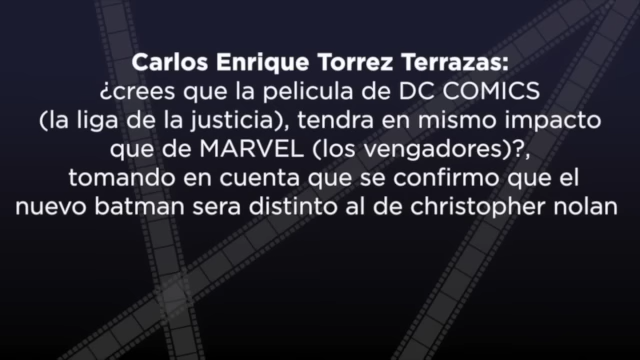 Carlos Enrique Torrez Terrazas:
¿crees que la pelicula de DC COMICS
(la liga de la justicia), tendra en mismo impacto
que de MARVEL (los vengadores)?,
tomando en cuenta que se confirmo que el
nuevo batman sera distinto al de christopher nolan